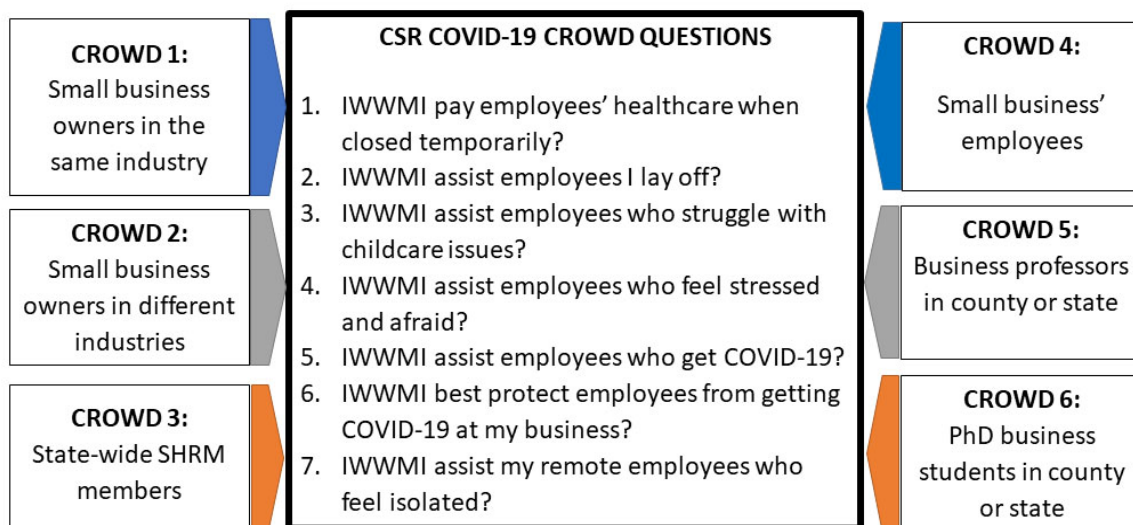 CROWD 1:
Small business
owners in the
same industry
CROWD 2:
Small business
owners in different
industries
CROWD 3:
State-wide SHRM
members
CSR COVID-19 CROWD QUESTIONS
1. IWWMI pay employees’ healthcare when
closed temporarily?
2. IWWMI assist employees I lay off?
3. IWWMI assist employees who struggle with
childcare issues?
4. IWWMI assist employees who feel stressed
and afraid?
5. IWWMI assist employees who get COVID-19?
6. IWWMI best protect employees from getting
COVID-19 at my business?
7. IWWMI assist my remote employees who
feel isolated?
CROWD 4:
Small business’
employees
CROWD 5:
Business professors
in county or state
CROWD 6:
PhD business
students in county
or state